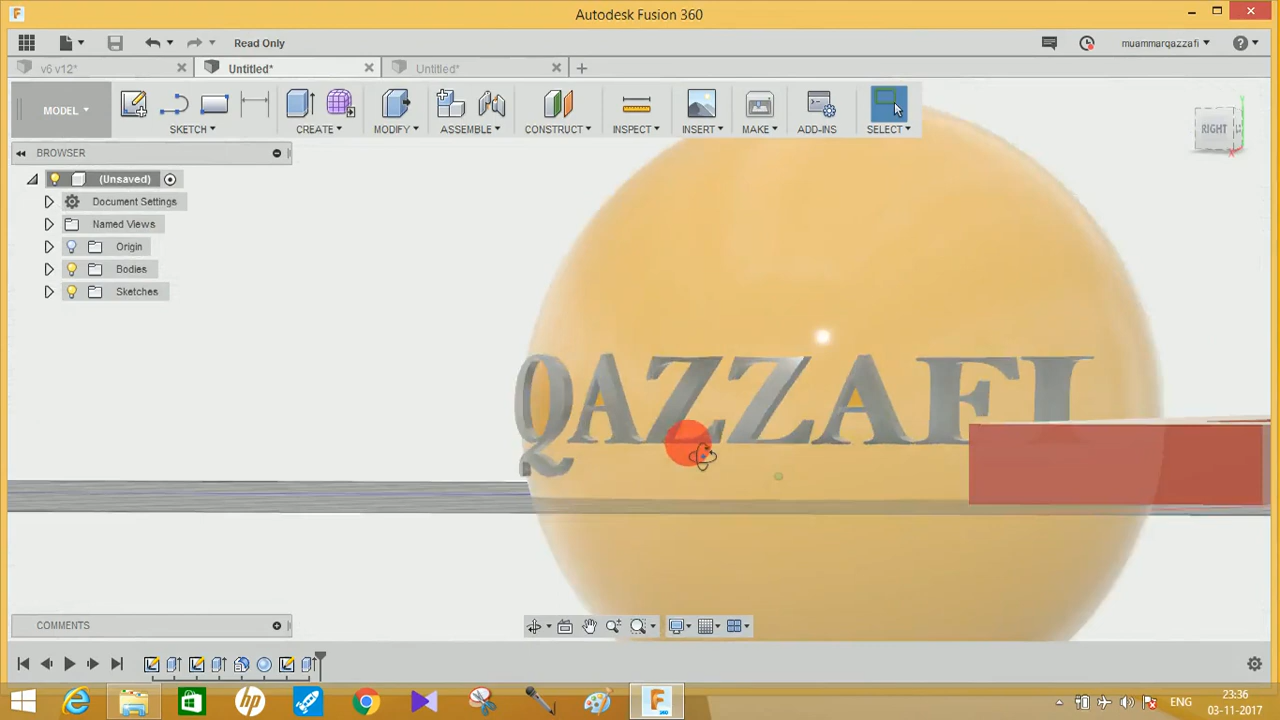 Autodesk Fusion 360
Read Only
muammarqazzafi
v6 v12*
Untitled*
Untitled*
MODEL
SKETCH
CREATE
MODIFY
ASSEMBLE
CONSTRUCT
INSPECT
INSERT
MAKE
ADD-INS
SELECT
RIGHT
BROWSER
(Unsaved)
Document Settings
Named Views
Origin
Bodies
Sketches
QAZZAFI
COMMENTS
ENG
23:36
03-11-2017